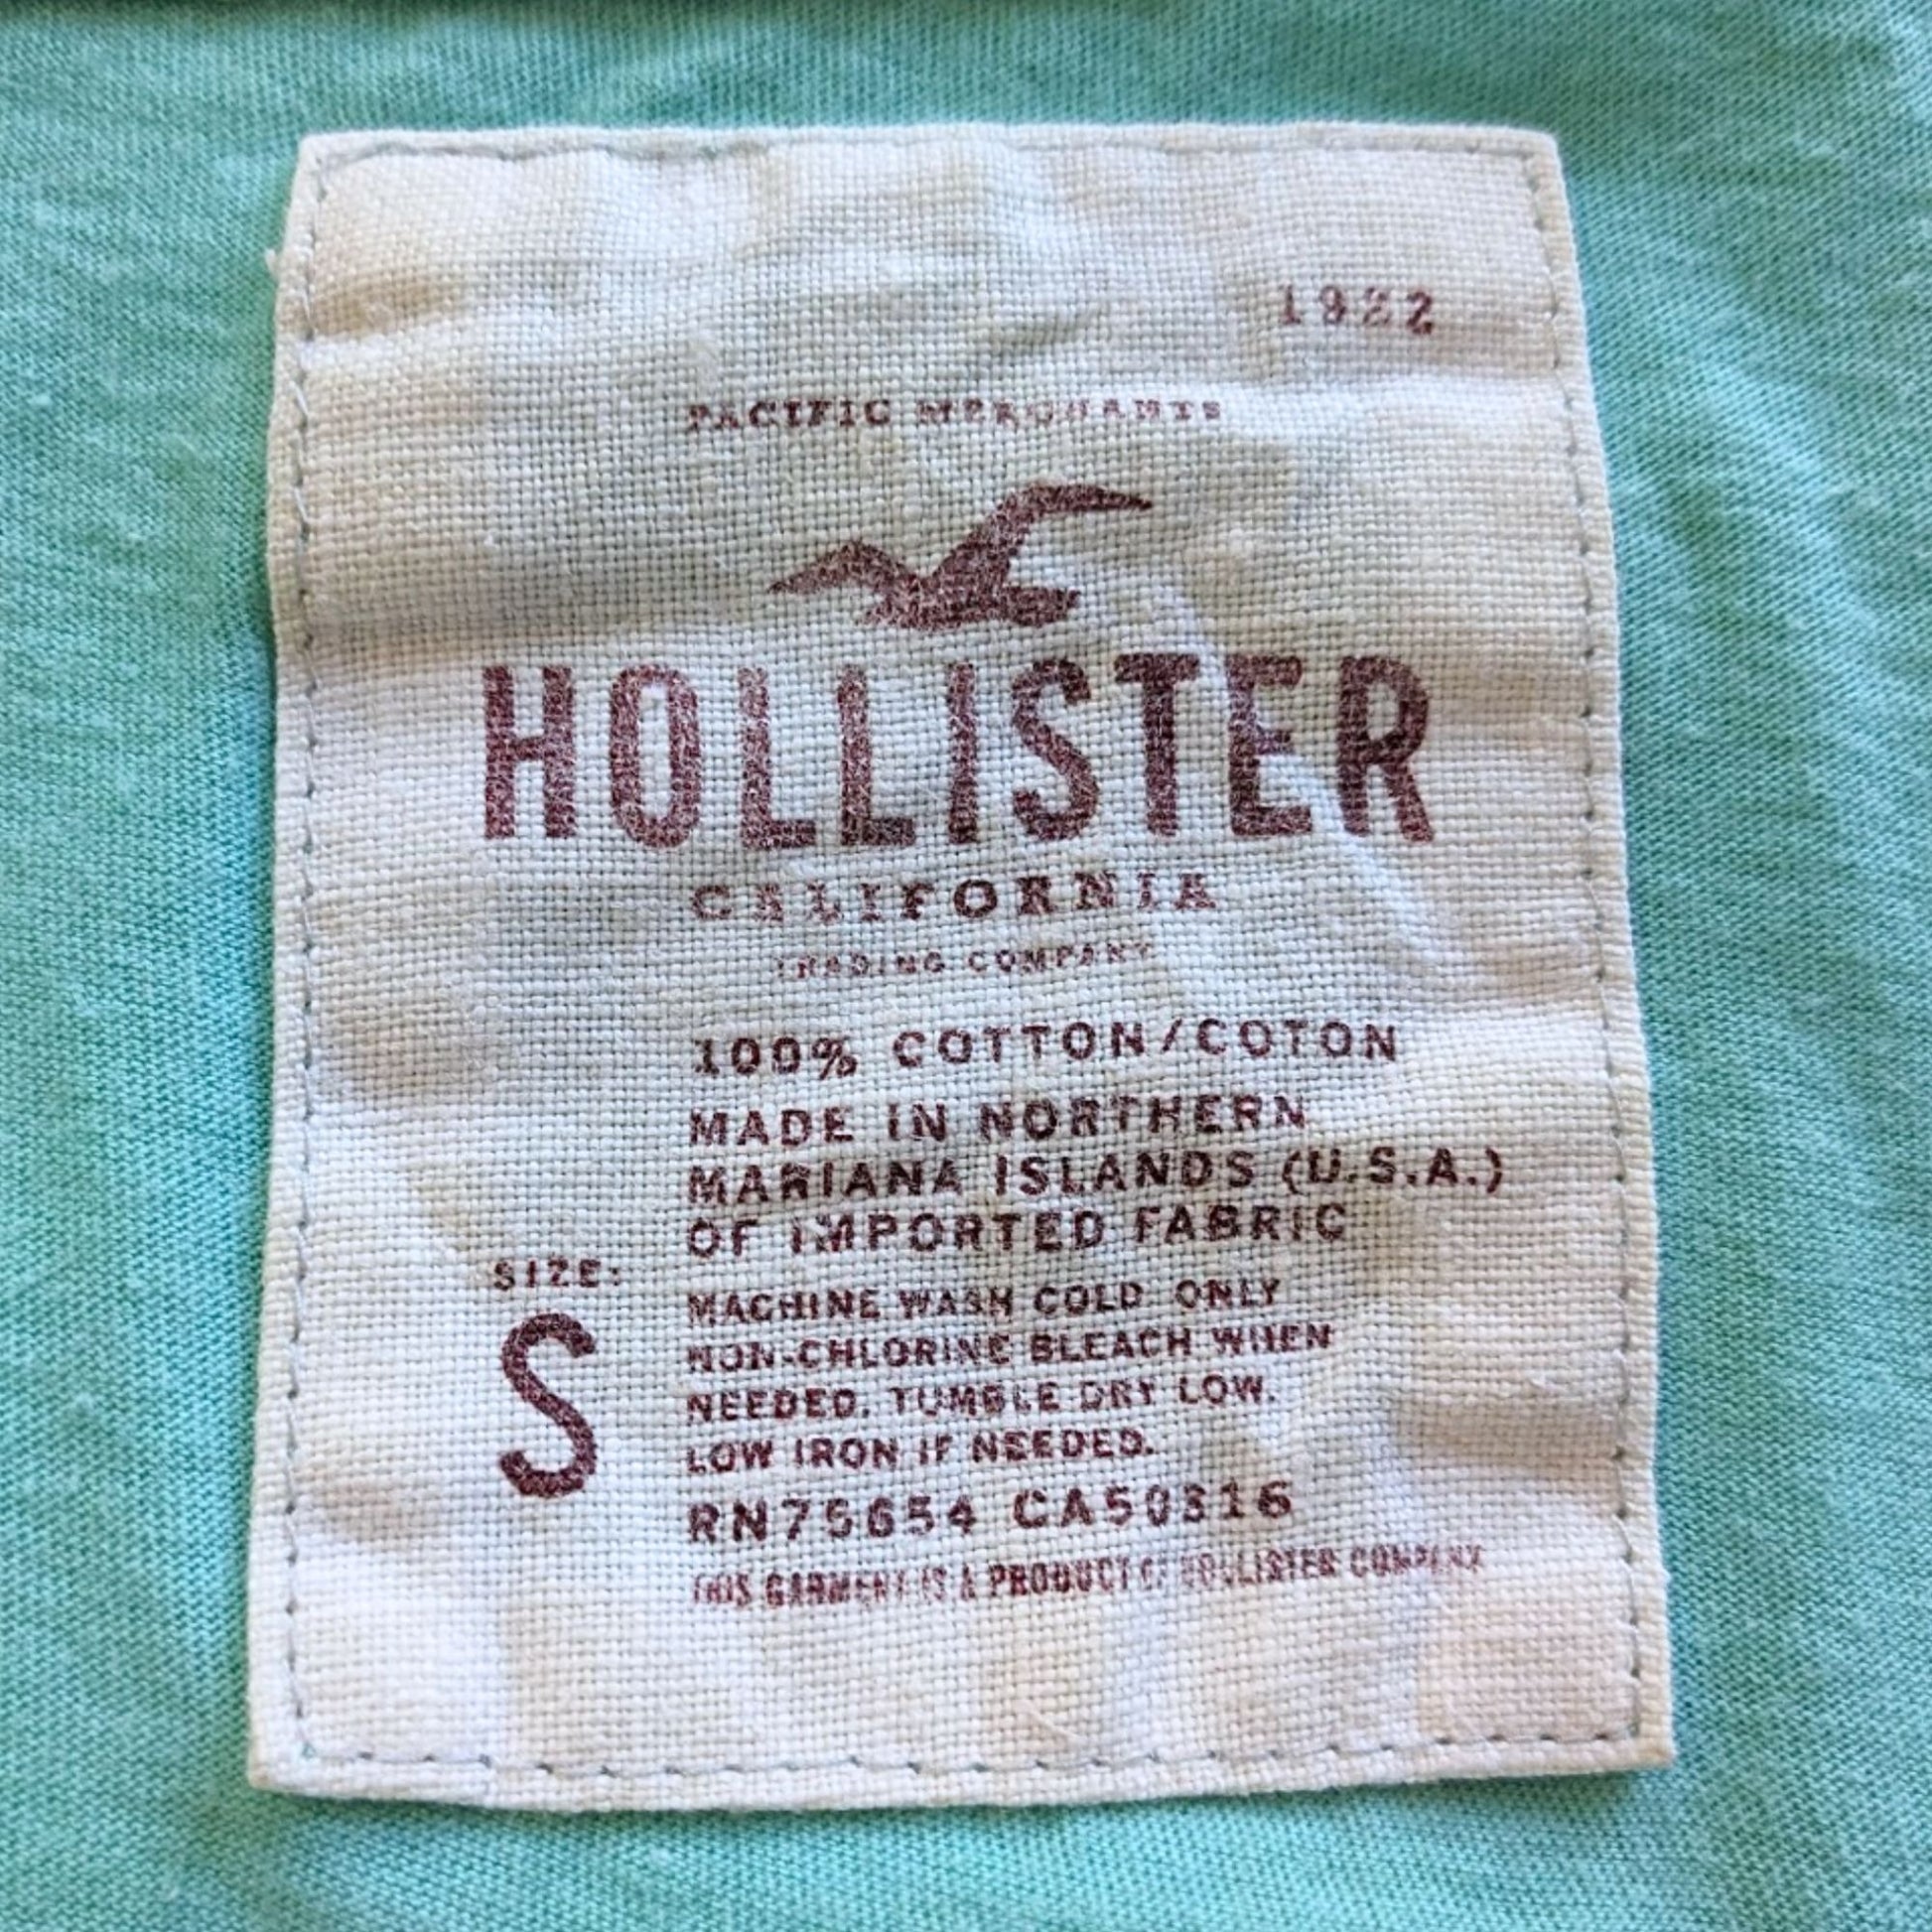 1922
PACIFIC MERCHANTS
HOLLISTER
CALIFORNIA
TRADING COMPANY
100% COTTON/COTON
MADE IN NORTHERN
MARIANA ISLANDS (U.S.A.)
OF IMPORTED FABRIC
SIZE:
S
MACHINE WASH COLD. ONLY
NON-CHLORINE BLEACH WHEN
NEEDED. TUMBLE DRY LOW.
LOW IRON IF NEEDED.
RN75654 CA50316
THIS GARMENT IS A PRODUCT OF HOLLISTER COMPANY